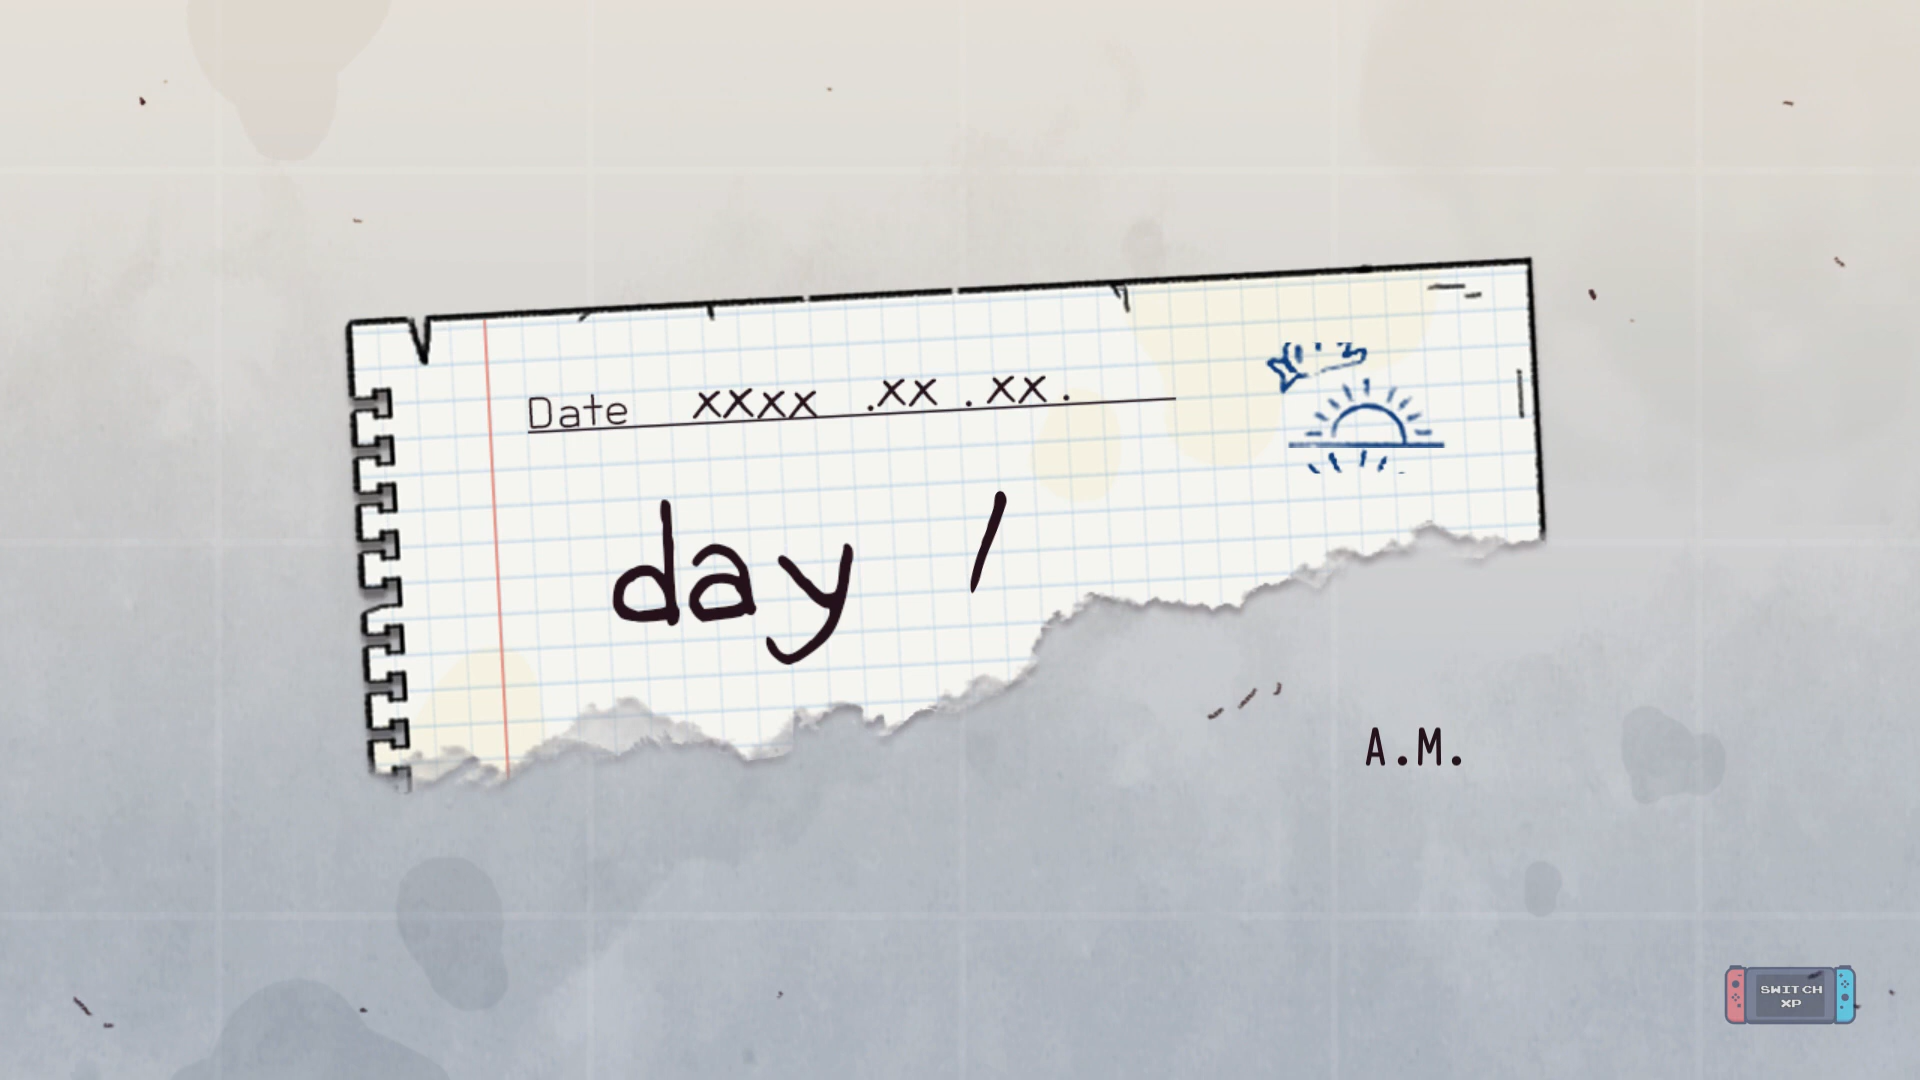 Date XXXX .XX . XX .
day 1
A.M.
SWITCH
XP